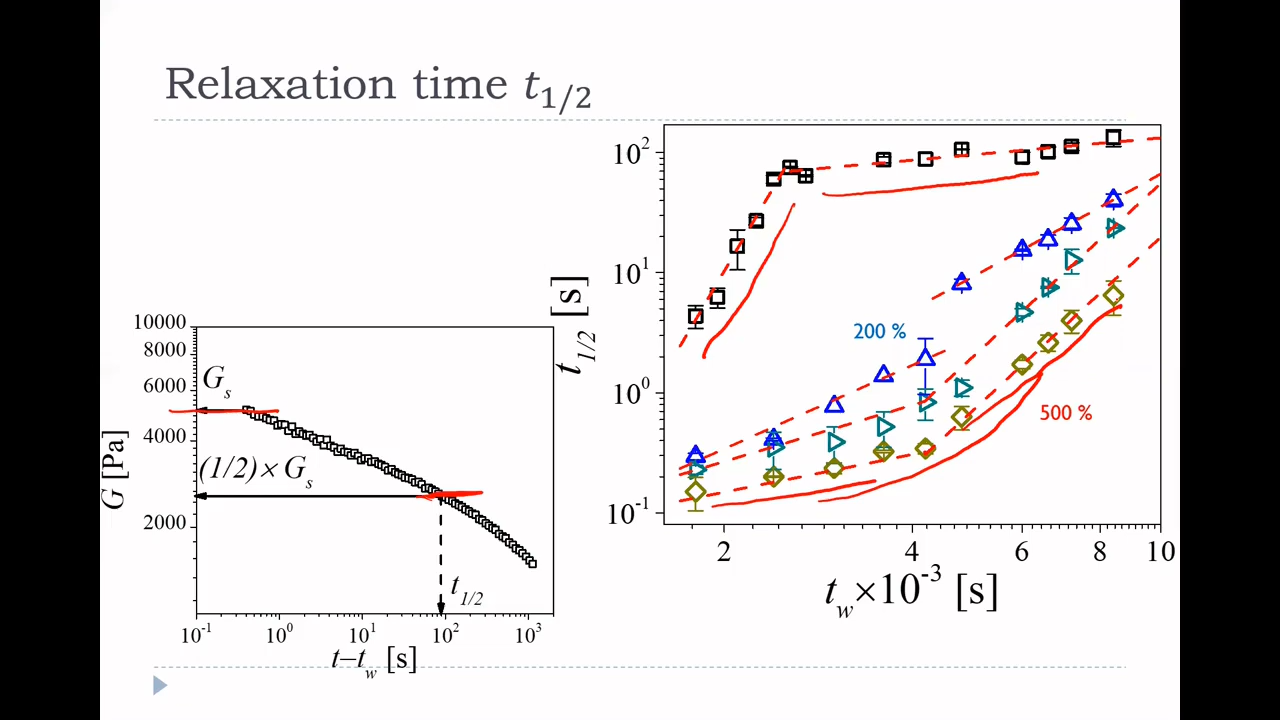 Relaxation time t1/2
10000
8000
6000
4000
2000
G [Pa]
Gs
(1/2)×Gs
t1/2
10-1
100
101
102
103
t–tw [s]
102
101
100
10-1
t1/2 [s]
200 %
500 %
2
4
6
8
10
tw×10-3 [s]